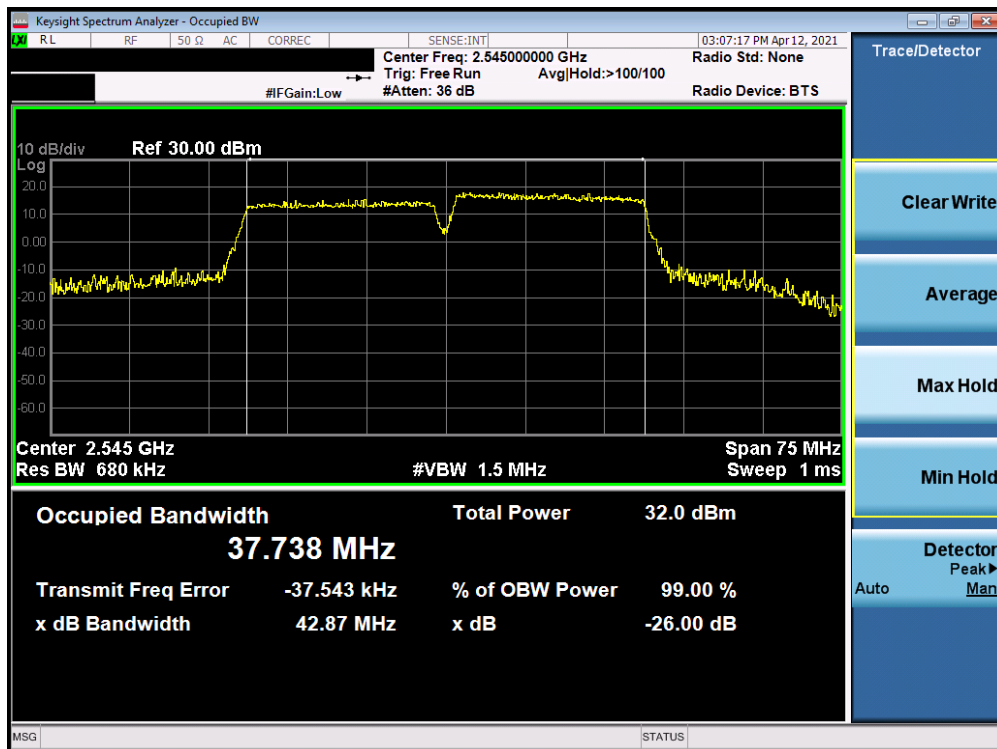 Keysight Spectrum Analyzer - Occupied BW
LXI RL RF 50 Ω AC CORREC SENSE:INT 03:07:17 PM Apr 12, 2021
Center Freq: 2.545000000 GHz Radio Std: None
Trig: Free Run Avg|Hold:>100/100
#IFGain:Low #Atten: 36 dB Radio Device: BTS
Trace/Detector
10 dB/div Ref 30.00 dBm
Log
20.0
10.0
0.00
-10.0
-20.0
-30.0
-40.0
-50.0
-60.0
Center 2.545 GHz Span 75 MHz
Res BW 680 kHz #VBW 1.5 MHz Sweep 1 ms
Occupied Bandwidth Total Power 32.0 dBm
37.738 MHz
Transmit Freq Error -37.543 kHz % of OBW Power 99.00 %
x dB Bandwidth 42.87 MHz x dB -26.00 dB
Clear Write
Average
Max Hold
Min Hold
Detector
Peak▶
Auto Man
MSG STATUS